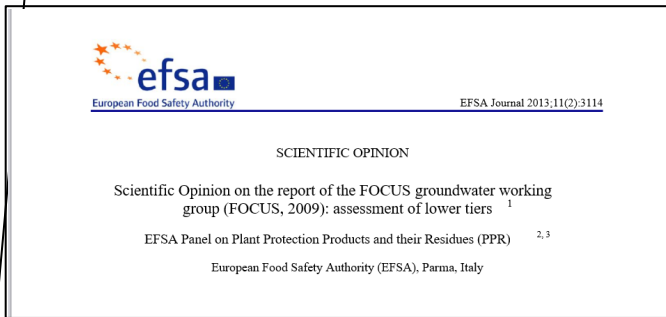 efsa
European Food Safety Authority
EFSA Journal 2013;11(2):3114
SCIENTIFIC OPINION
Scientific Opinion on the report of the FOCUS groundwater working
group (FOCUS, 2009): assessment of lower tiers 1
EFSA Panel on Plant Protection Products and their Residues (PPR) 2, 3
European Food Safety Authority (EFSA), Parma, Italy